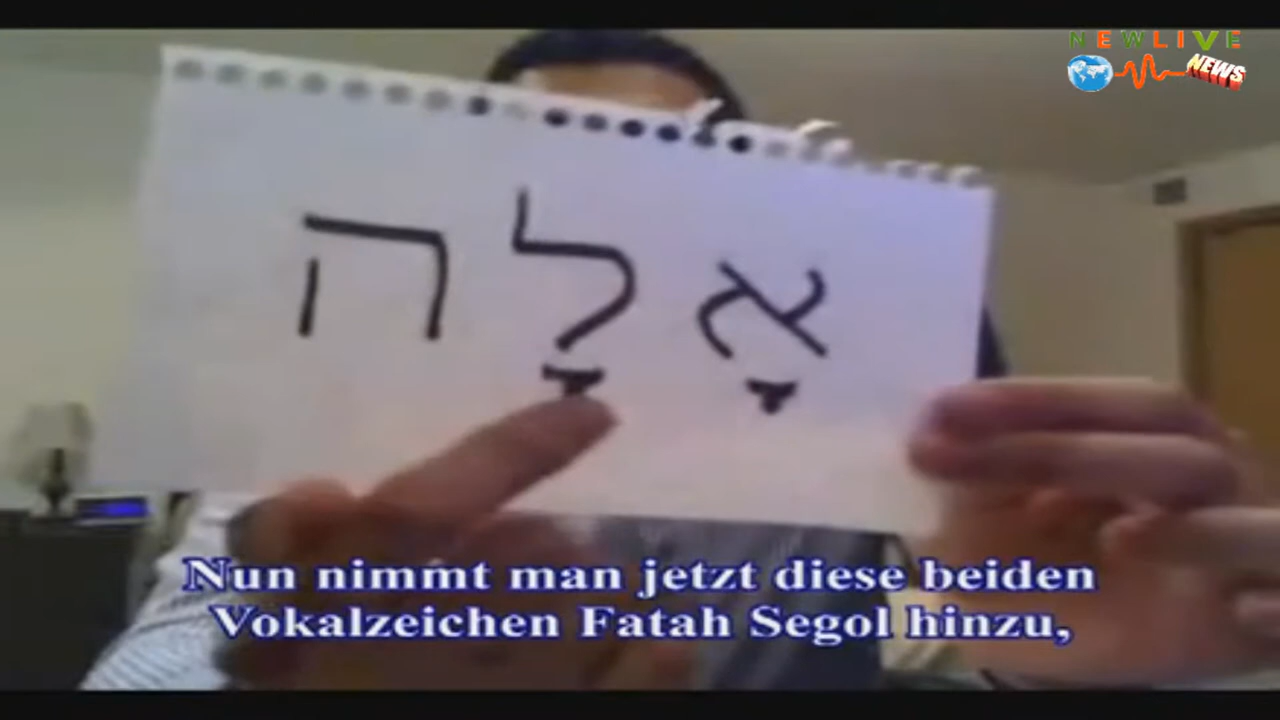 NEWLIVE
NEWS
אָלָה
Nun nimmt man jetzt diese beiden
Vokalzeichen Fatah Segol hinzu,